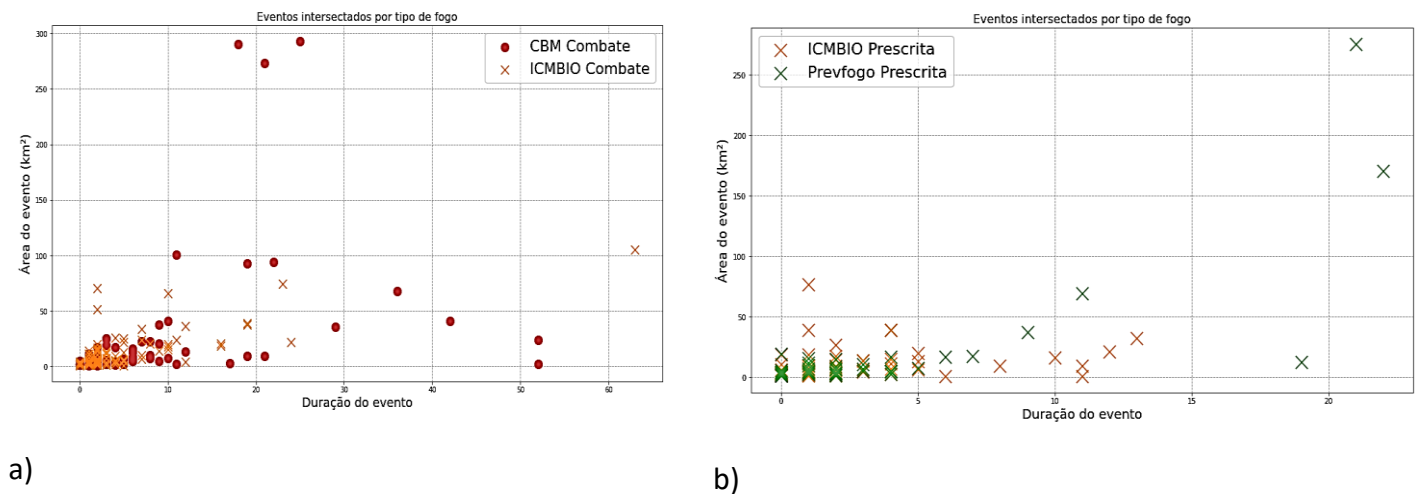 Eventos intersectados por tipo de fogo
CBM Combate
ICMBIO Combate
Área do evento (km²)
300
250
200
150
100
50
0
0 10 20 30 40 50 60
Duração do evento
a)
Eventos intersectados por tipo de fogo
ICMBIO Prescrita
Prevfogo Prescrita
Área do evento (km²)
250
200
150
100
50
0
0 5 10 15 20
Duração do evento
b)